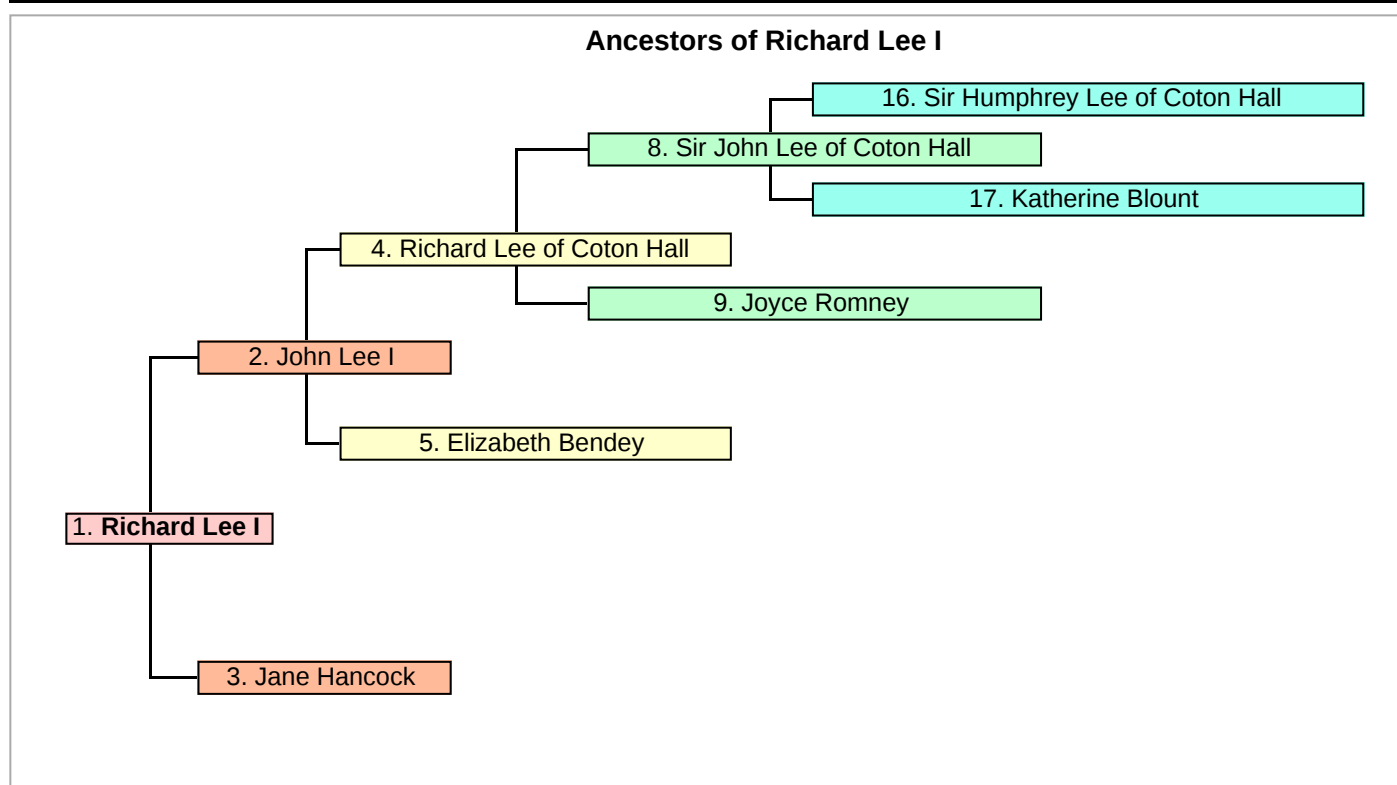 Ancestors of Richard Lee I
16. Sir Humphrey Lee of Coton Hall
8. Sir John Lee of Coton Hall
17. Katherine Blount
4. Richard Lee of Coton Hall
9. Joyce Romney
2. John Lee I
5. Elizabeth Bendey
1. Richard Lee I
3. Jane Hancock